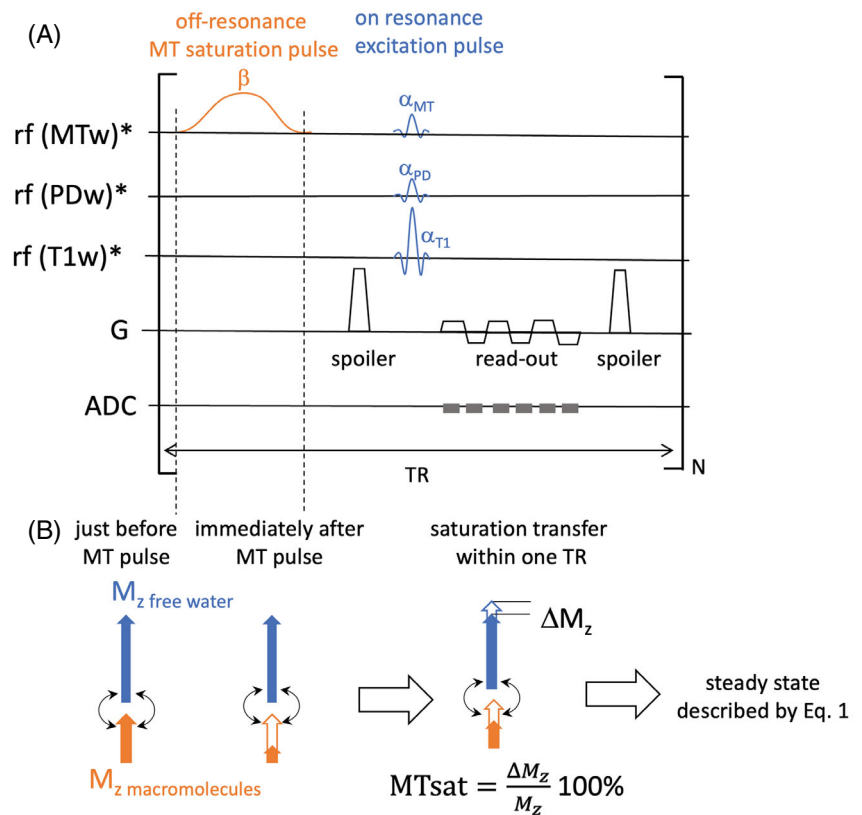 (A)
off-resonance
MT saturation pulse
on resonance
excitation pulse
β
α_MT
rf (MTw)*
α_PD
rf (PDw)*
α_T1
rf (T1w)*
G
spoiler
read-out
spoiler
ADC
TR
N
(B)
just before
MT pulse
immediately after
MT pulse
saturation transfer
within one TR
M_z free water
ΔM_z
steady state
described by Eq. 1
M_z macromolecules
MTsat = ΔM_z/M_z 100%